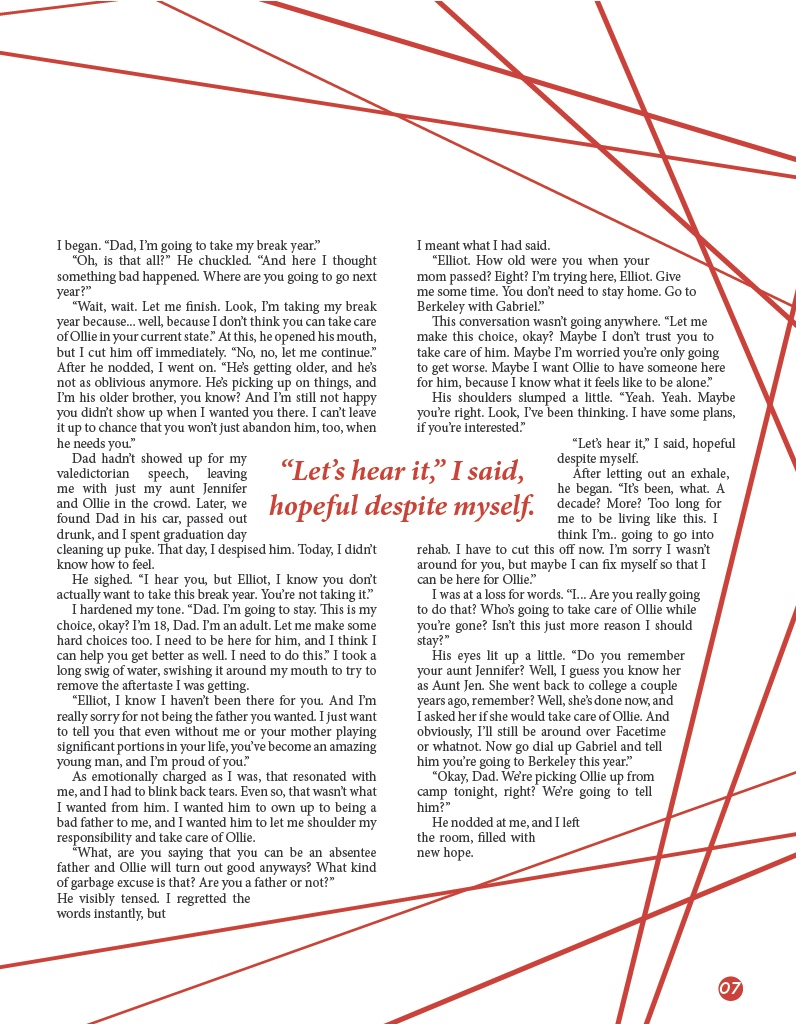 I began. “Dad, I’m going to take my break year.”
“Oh, is that all?” He chuckled. “And here I thought
something bad happened. Where are you going to go next
year?”
“Wait, wait. Let me finish. Look, I’m taking my break
year because... well, because I don’t think you can take care
of Ollie in your current state.” At this, he opened his mouth,
but I cut him off immediately. “No, no, let me continue.”
After he nodded, I went on. “He’s getting older, and he’s
not as oblivious anymore. He’s picking up on things, and
I’m his older brother, you know? And I’m still not happy
you didn’t show up when I wanted you there. I can’t leave
it up to chance that you won’t just abandon him, too, when
he needs you.”
Dad hadn’t showed up for my
valedictorian speech, leaving
me with just my aunt Jennifer
and Ollie in the crowd. Later, we
found Dad in his car, passed out
drunk, and I spent graduation day
cleaning up puke. That day, I despised him. Today, I didn’t
know how to feel.
He sighed. “I hear you, but Elliot, I know you don’t
actually want to take this break year. You’re not taking it.”
I hardened my tone. “Dad. I’m going to stay. This is my
choice, okay? I’m 18, Dad. I’m an adult. Let me make some
hard choices too. I need to be here for him, and I think I
can help you get better as well. I need to do this.” I took a
long swig of water, swishing it around my mouth to try to
remove the aftertaste I was getting.
“Elliot, I know I haven’t been there for you. And I’m
really sorry for not being the father you wanted. I just want
to tell you that even without me or your mother playing
significant portions in your life, you’ve become an amazing
young man, and I’m proud of you.”
As emotionally charged as I was, that resonated with
me, and I had to blink back tears. Even so, that wasn’t what
I wanted from him. I wanted him to own up to being a
bad father to me, and I wanted him to let me shoulder my
responsibility and take care of Ollie.
“What, are you saying that you can be an absentee
father and Ollie will turn out good anyways? What kind
of garbage excuse is that? Are you a father or not?”
He visibly tensed. I regretted the
words instantly, but
“Let’s hear it,” I said,
hopeful despite myself.
I meant what I had said.
“Elliot. How old were you when your
mom passed? Eight? I’m trying here, Elliot. Give
me some time. You don’t need to stay home. Go to
Berkeley with Gabriel.”
This conversation wasn’t going anywhere. “Let me
make this choice, okay? Maybe I don’t trust you to
take care of him. Maybe I’m worried you’re only going
to get worse. Maybe I want Ollie to have someone here
for him, because I know what it feels like to be alone.”
His shoulders slumped a little. “Yeah. Yeah. Maybe
you’re right. Look, I’ve been thinking. I have some plans,
if you’re interested.”
“Let’s hear it,” I said, hopeful
despite myself.
After letting out an exhale,
he began. “It’s been, what. A
decade? More? Too long for
me to be living like this. I
think I’m.. going to go into
rehab. I have to cut this off now. I’m sorry I wasn’t
around for you, but maybe I can fix myself so that I
can be here for Ollie.”
I was at a loss for words. “I... Are you really going
to do that? Who’s going to take care of Ollie while
you’re gone? Isn’t this just more reason I should
stay?”
His eyes lit up a little. “Do you remember
your aunt Jennifer? Well, I guess you know her
as Aunt Jen. She went back to college a couple
years ago, remember? Well, she’s done now, and
I asked her if she would take care of Ollie. And
obviously, I’ll still be around over Facetime
or whatnot. Now go dial up Gabriel and tell
him you’re going to Berkeley this year.”
“Okay, Dad. We’re picking Ollie up from
camp tonight, right? We’re going to tell
him?”
He nodded at me, and I left
the room, filled with
new hope.
07